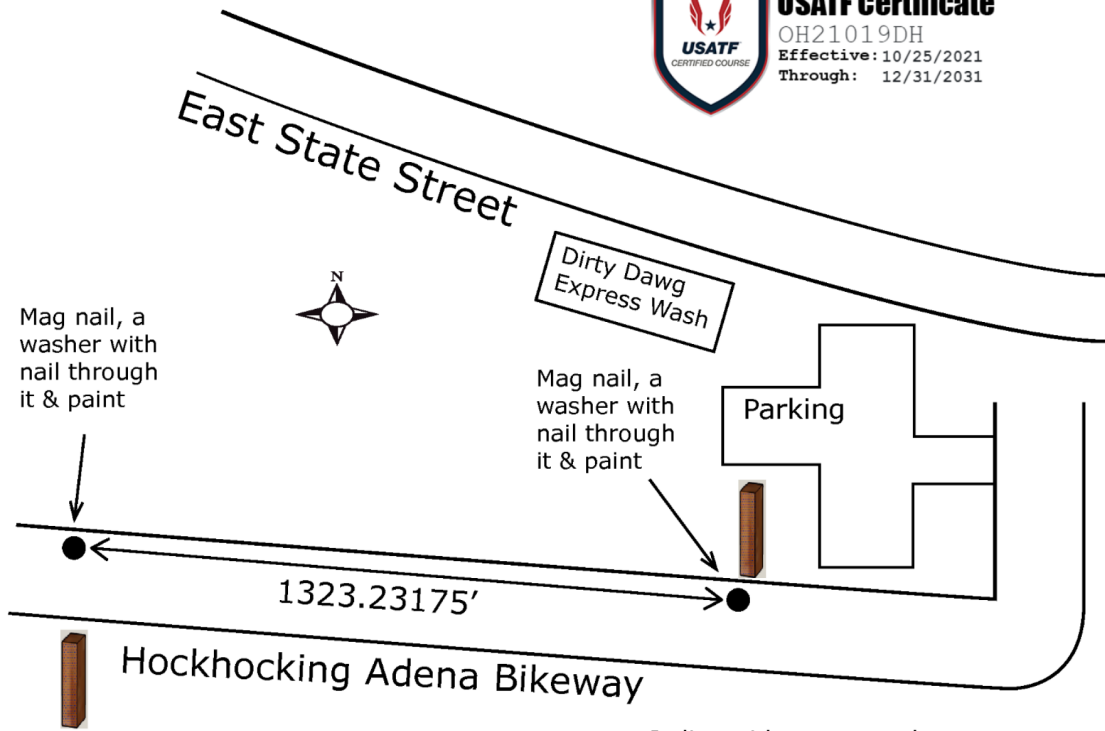 USATF Certificate
OH21019DH
Effective: 10/25/2021
Through: 12/31/2031
USATF
CERTIFIED COURSE
East State Street
Dirty Dawg
Express Wash
N
Mag nail, a
washer with
nail through
it & paint
Mag nail, a
washer with
nail through
it & paint
Parking
1323.23175’
Hockhocking Adena Bikeway